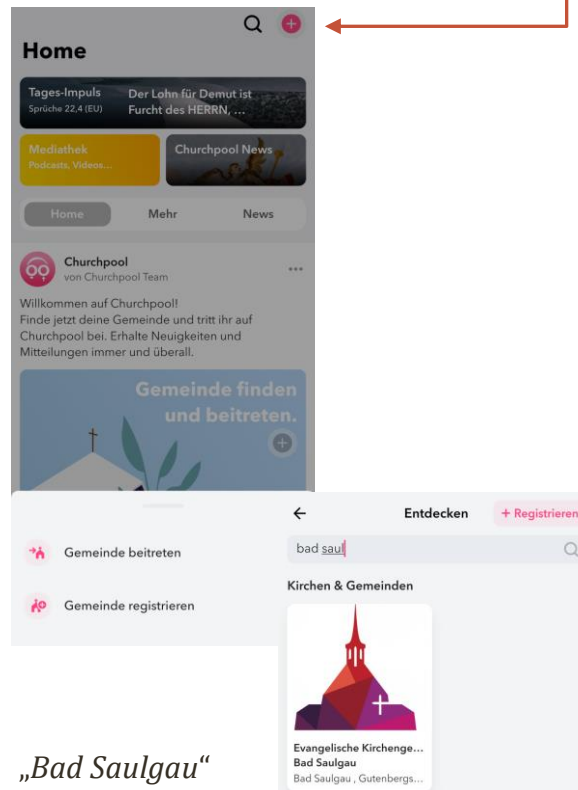 Home
Tages-Impuls
Sprüche 22,4 (EU)
Der Lohn für Demut ist
Furcht des HERRN, ...
Mediathek
Podcasts, Videos...
Churchpool News
Home Mehr News
Churchpool
von Churchpool Team
Willkommen auf Churchpool!
Finde jetzt deine Gemeinde und tritt ihr auf
Churchpool bei. Erhalte Neuigkeiten und
Mitteilungen immer und überall.
Gemeinde finden
und beitreten.
Gemeinde beitreten
Gemeinde registrieren
Entdecken
+ Registrieren
bad saul
Kirchen & Gemeinden
Evangelische Kirchenge...
Bad Saulgau
Bad Saulgau , Gutenbergs...
„Bad Saulgau“